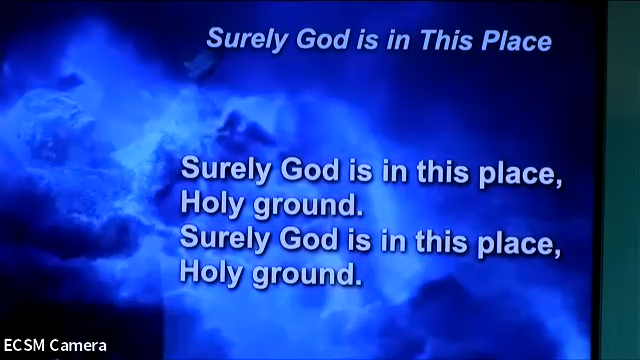 Surely God is in This Place
Surely God is in this place,
Holy ground.
Surely God is in this place,
Holy ground.
ECSM Camera